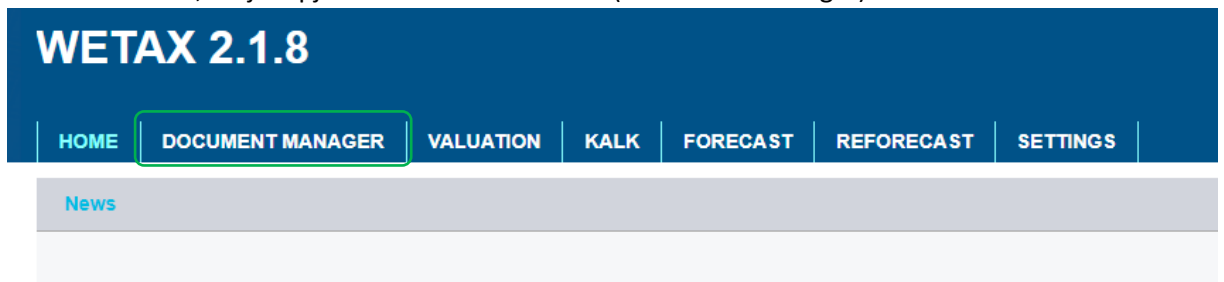 WETAX 2.1.8
HOME DOCUMENT MANAGER VALUATION KALK FORECAST REFORECAST SETTINGS
News